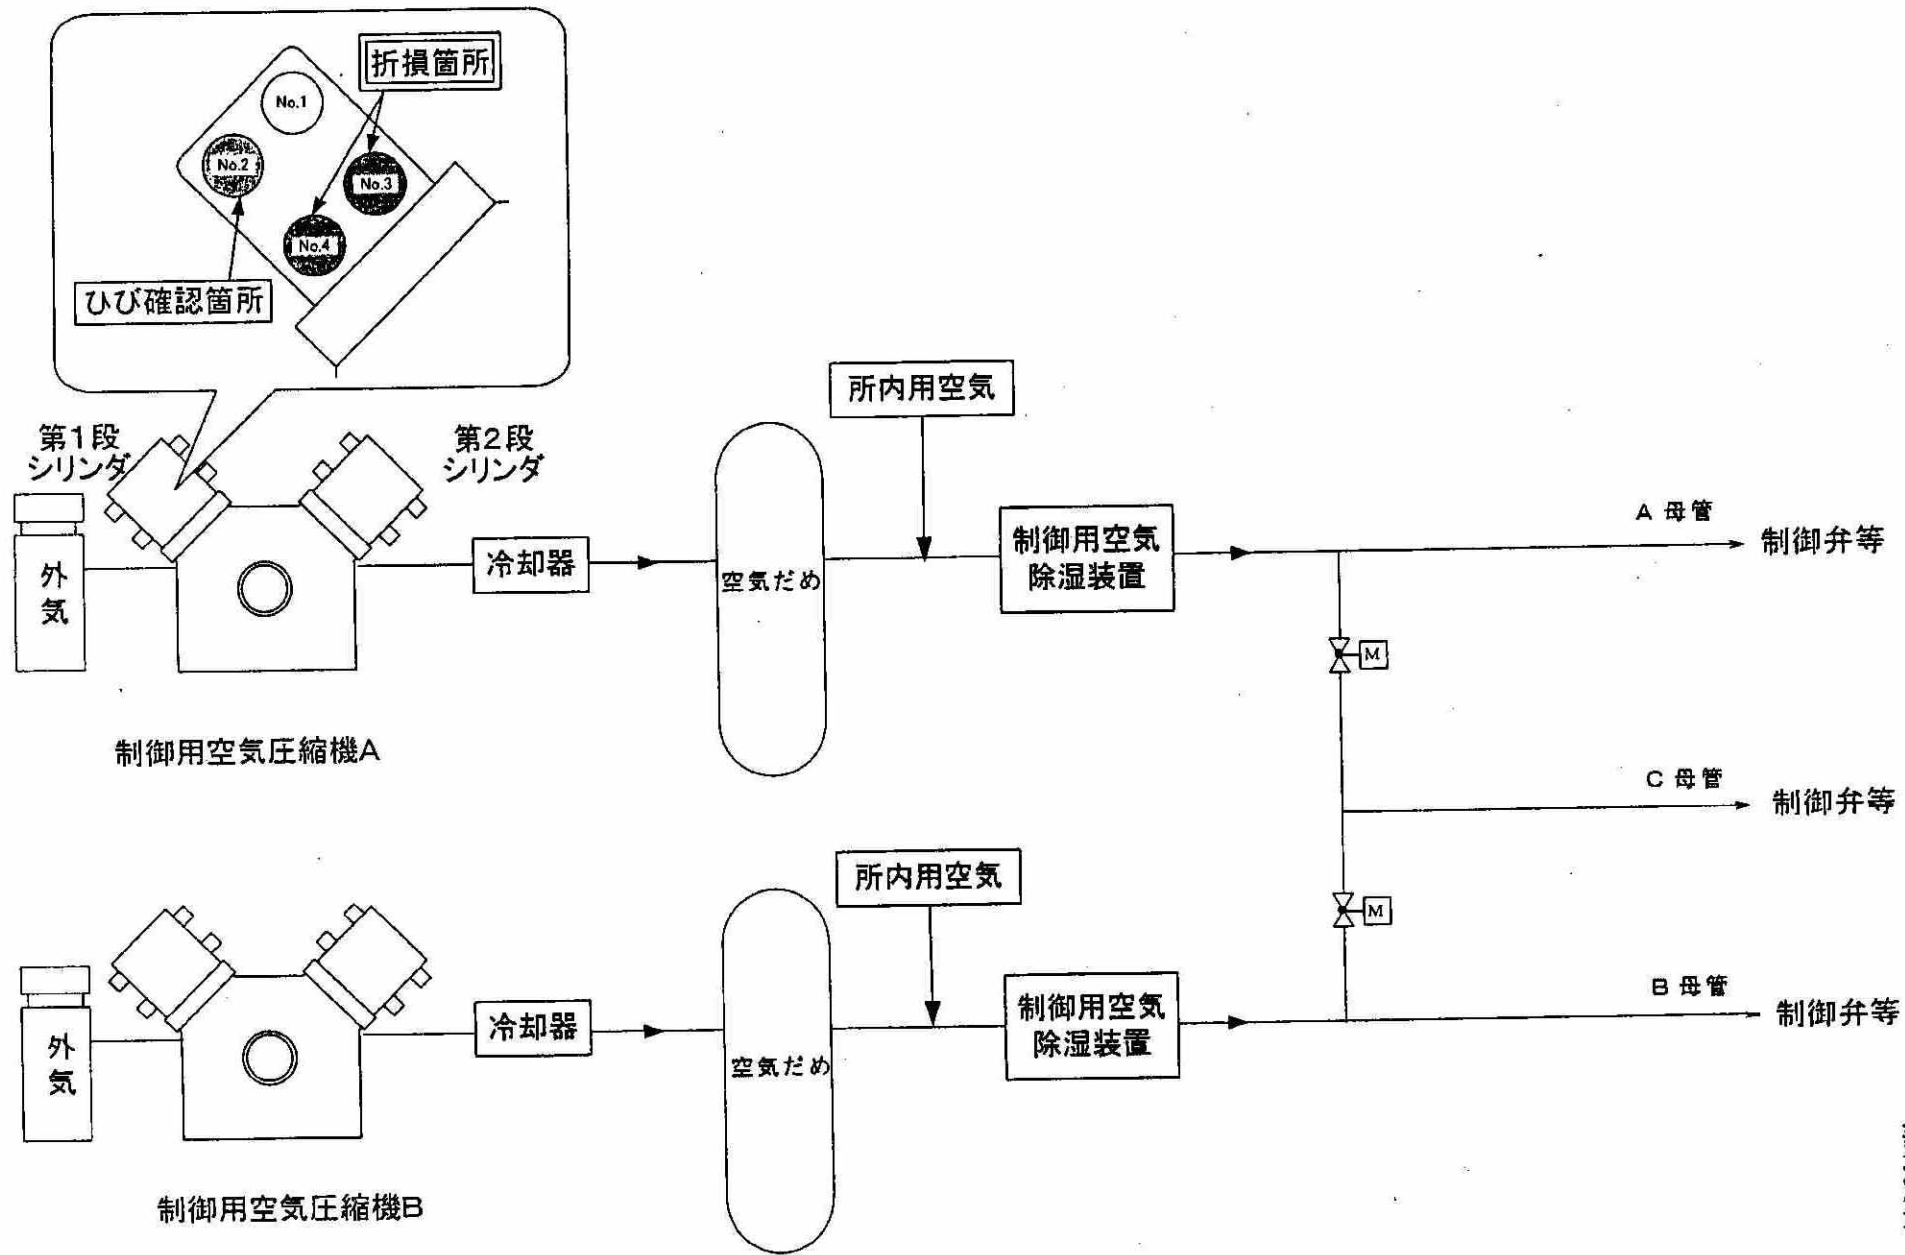 折損箇所
No.1
No.2
No.3
No.4
ひび確認箇所
第1段
シリンダ
第2段
シリンダ
所内用空気
外
気
冷却器
空気だめ
制御用空気
除湿装置
A 母管
制御弁等
M
制御用空気圧縮機A
C 母管
制御弁等
所内用空気
M
外
気
冷却器
空気だめ
制御用空気
除湿装置
B 母管
制御弁等
制御用空気圧縮機B